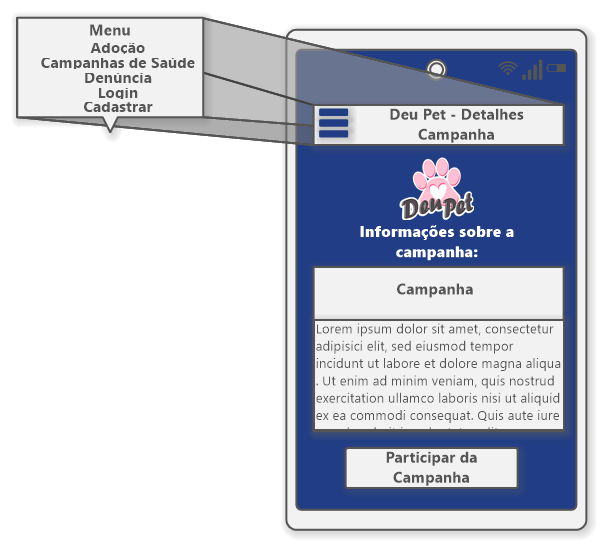 Menu
Adoção
Campanhas de Saúde
Denúncia
Login
Cadastrar
Deu Pet - Detalhes
Campanha
Deu Pet
Informações sobre a
campanha:
Campanha
Lorem ipsum dolor sit amet, consectetur
adipisici elit, sed eiusmod tempor
incidunt ut labore et dolore magna aliqua
. Ut enim ad minim veniam, quis nostrud
exercitation ullamco laboris nisi ut aliquid
ex ea commodi consequat. Quis aute iure
Participar da
Campanha